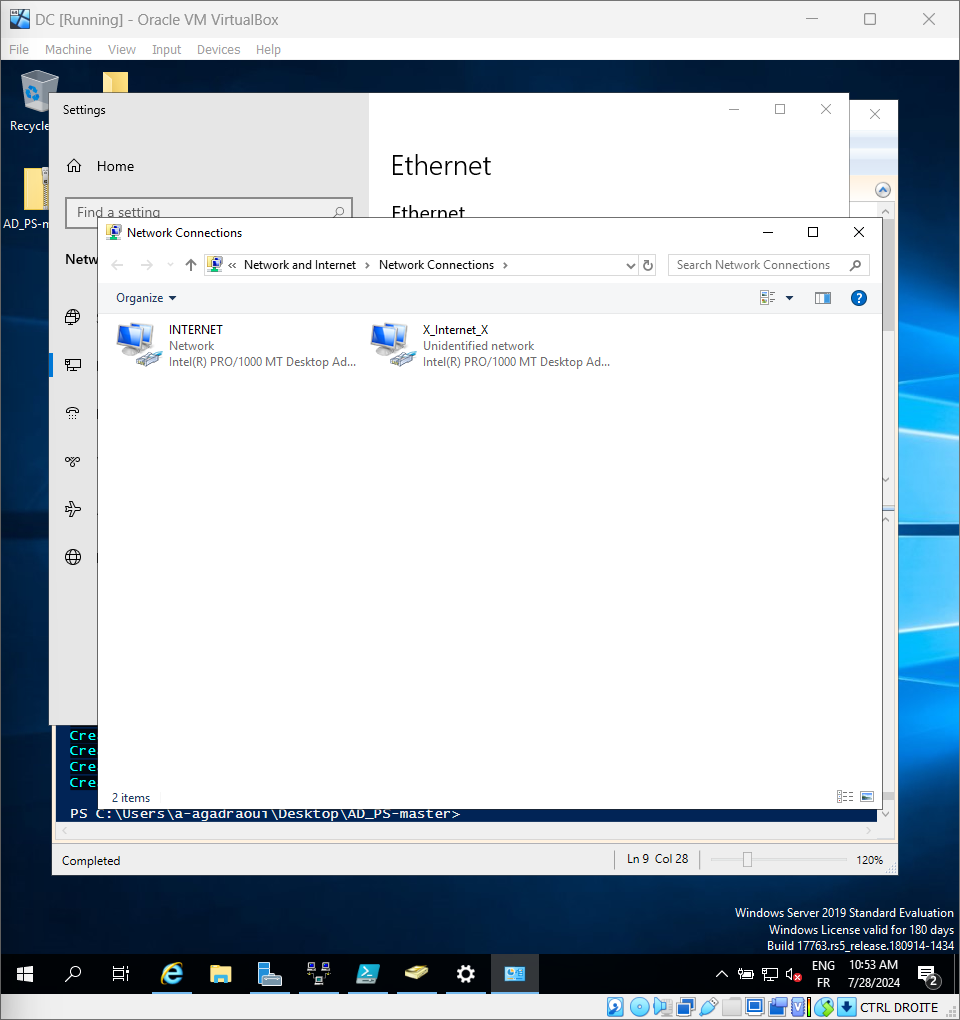 DC [Running] - Oracle VM VirtualBox
File Machine View Input Devices Help
Recycle
AD_PS-m
Settings
Home
Find a setting
Netw
Ethernet
Ethernet
Network Connections
« Network and Internet › Network Connections ›
Search Network Connections
Organize
INTERNET
Network
Intel(R) PRO/1000 MT Desktop Ad...
X_Internet_X
Unidentified network
Intel(R) PRO/1000 MT Desktop Ad...
2 items
Cre
Cre
Cre
Cre
PS C:\Users\a-agadraoui\Desktop\AD_PS-master>
Completed
Ln 9 Col 28
120%
Windows Server 2019 Standard Evaluation
Windows License valid for 180 days
Build 17763.rs5_release.180914-1434
ENG
FR
10:53 AM
7/28/2024
2
CTRL DROITE